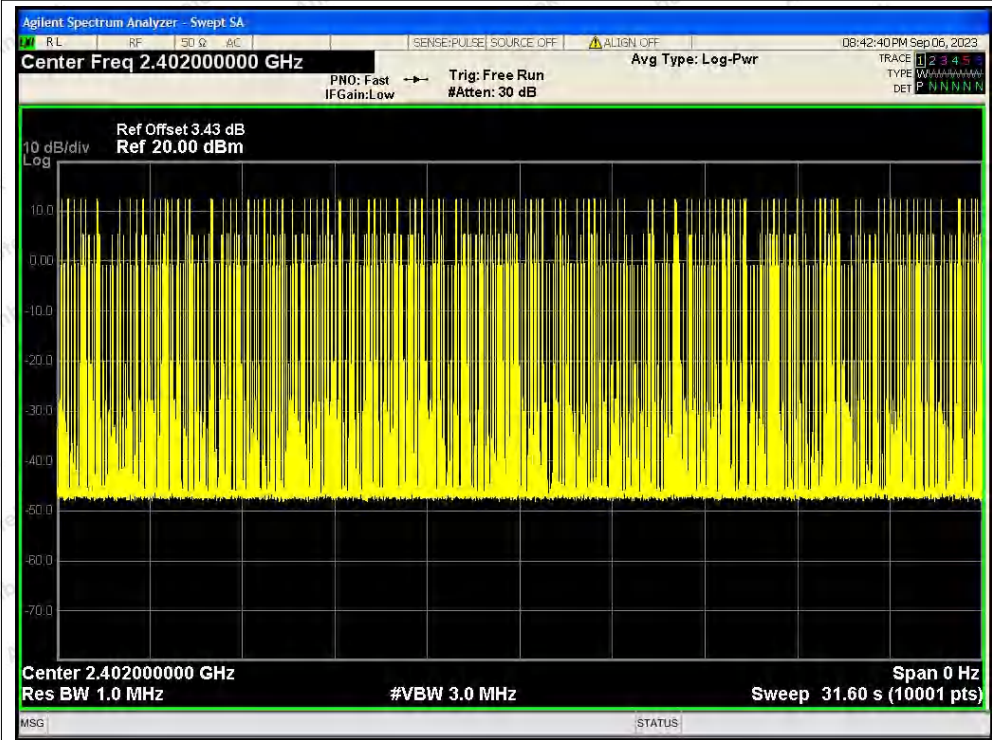 Agilent Spectrum Analyzer - Swept SA
RL RF 50 Ω AC SENSE:PULSE SOURCE OFF ALIGN OFF 08:42:40 PM Sep 06, 2023
Center Freq 2.402000000 GHz Avg Type: Log-Pwr TRACE 1 2 3 4 5 6
PNO: Fast Trig: Free Run TYPE W
IFGain:Low #Atten: 30 dB DET P N N N N N
Ref Offset 3.43 dB
10 dB/div Ref 20.00 dBm
Log
10.0
0.00
-10.0
-20.0
-30.0
-40.0
-50.0
-60.0
-70.0
Center 2.402000000 GHz Span 0 Hz
Res BW 1.0 MHz #VBW 3.0 MHz Sweep 31.60 s (10001 pts)
MSG STATUS